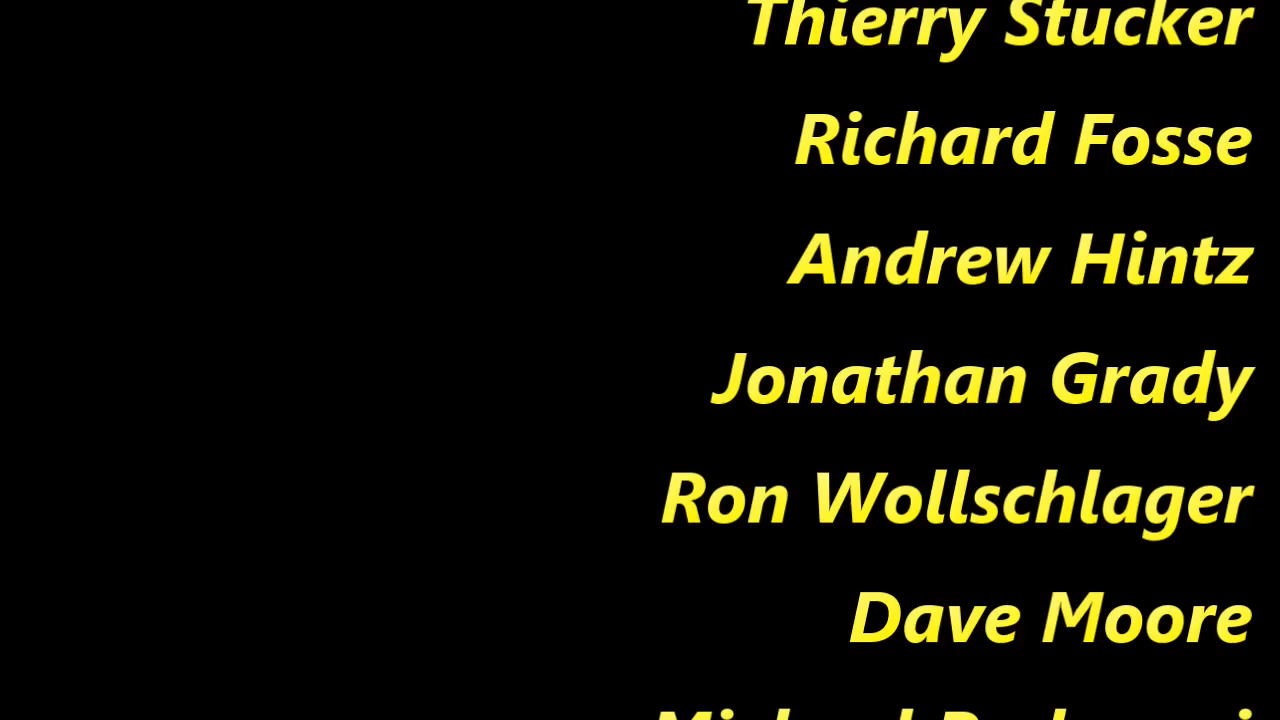 Thierry Stucker
Richard Fosse
Andrew Hintz
Jonathan Grady
Ron Wollschlager
Dave Moore